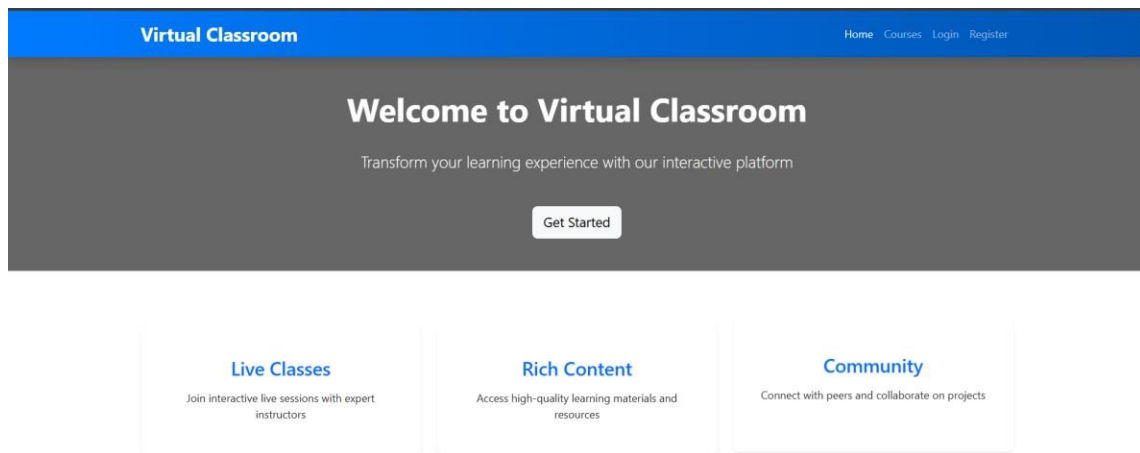 Virtual Classroom
Home Courses Login Register
Welcome to Virtual Classroom
Transform your learning experience with our interactive platform
Get Started
Live Classes
Join interactive live sessions with expert
instructors
Rich Content
Access high-quality learning materials and
resources
Community
Connect with peers and collaborate on projects